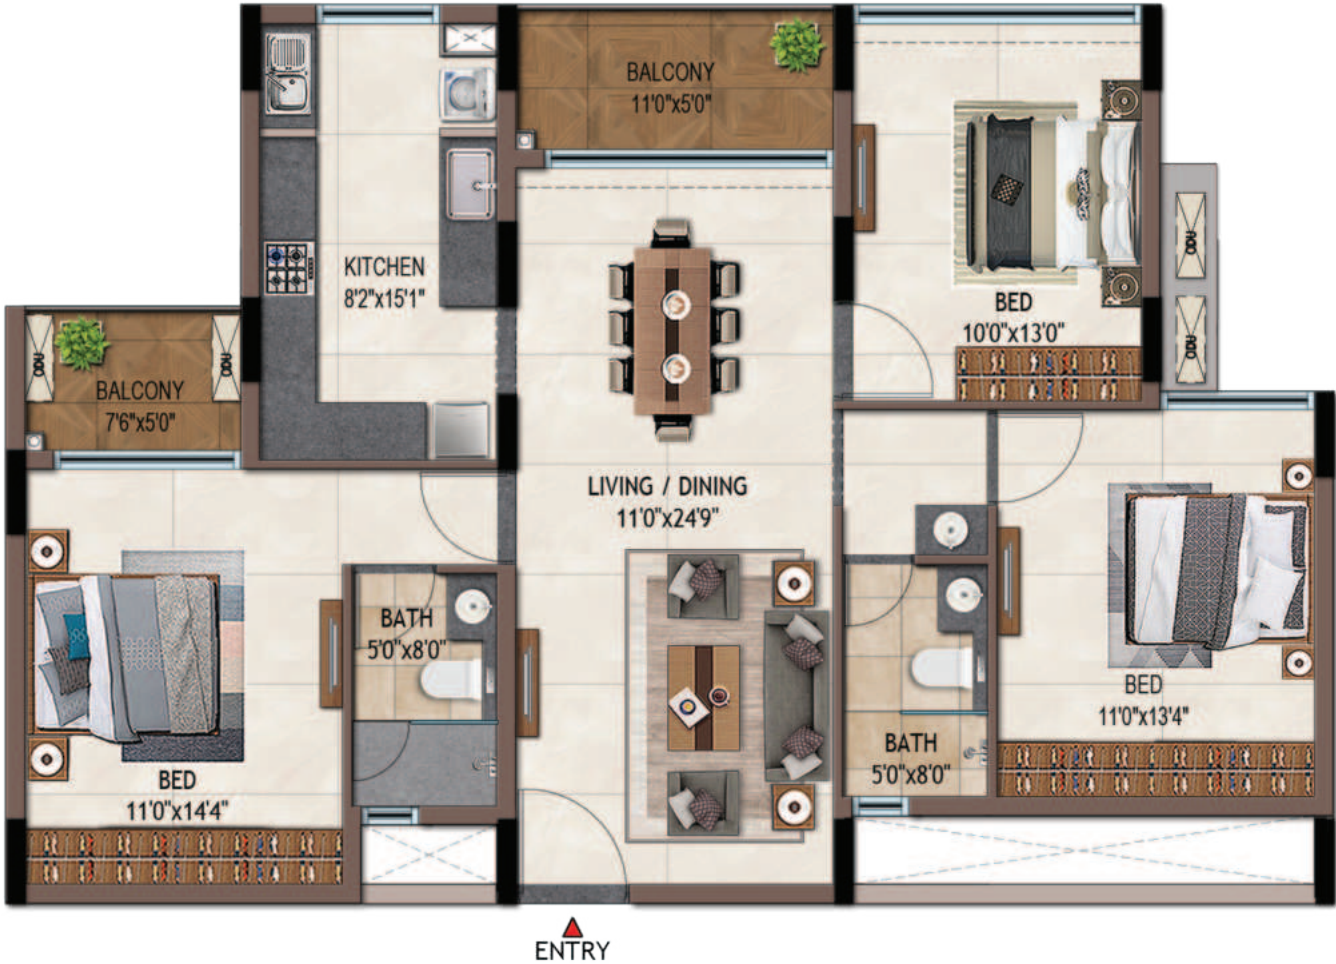 BALCONY
11'0"x5'0"
KITCHEN
8'2"x15'1"
BED
10'0"x13'0"
BALCONY
7'6"x5'0"
LIVING / DINING
11'0"x24'9"
BATH
5'0"x8'0"
BED
11'0"x13'4"
BATH
5'0"x8'0"
BED
11'0"x14'4"
ENTRY